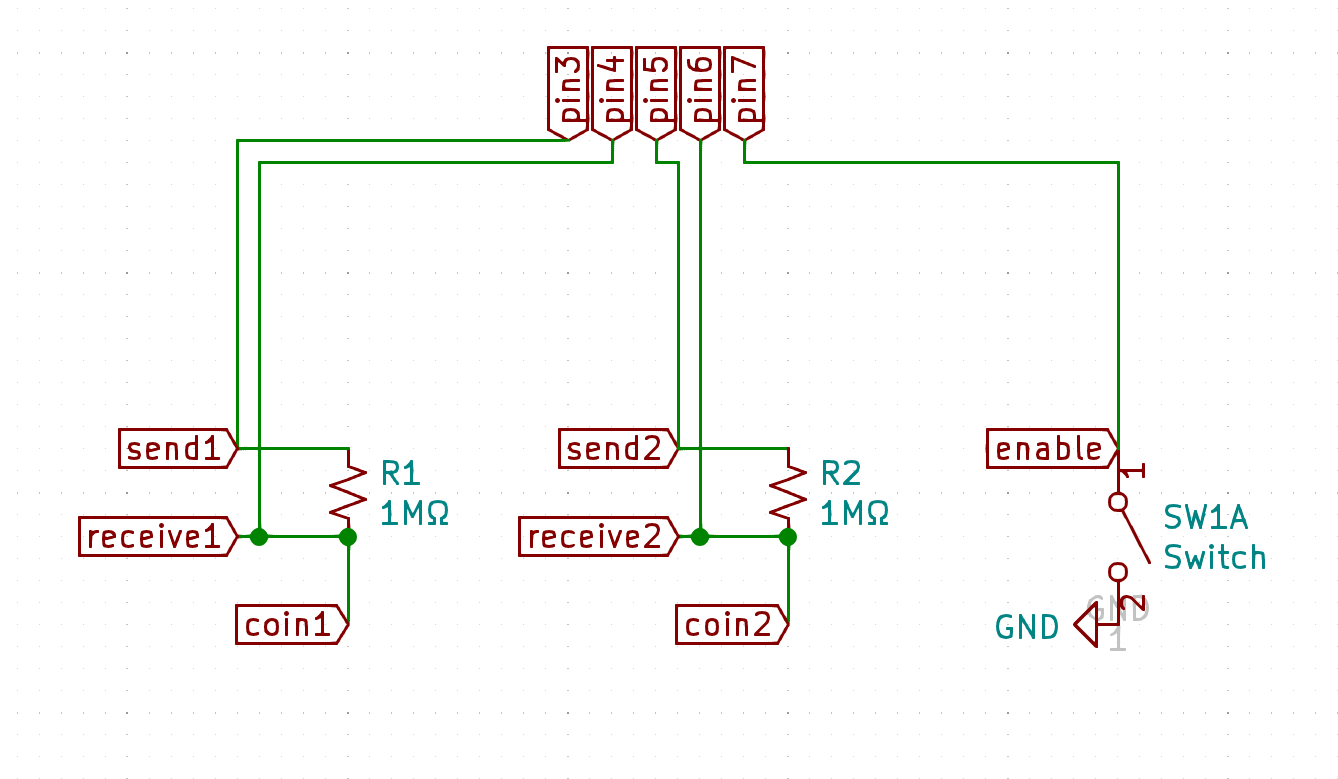 pin3
pin4
pin5
pin6
pin7
send1
R1
1MΩ
receive1
coin1
send2
R2
1MΩ
receive2
coin2
enable
1
SW1A
Switch
2
GND
GND
1